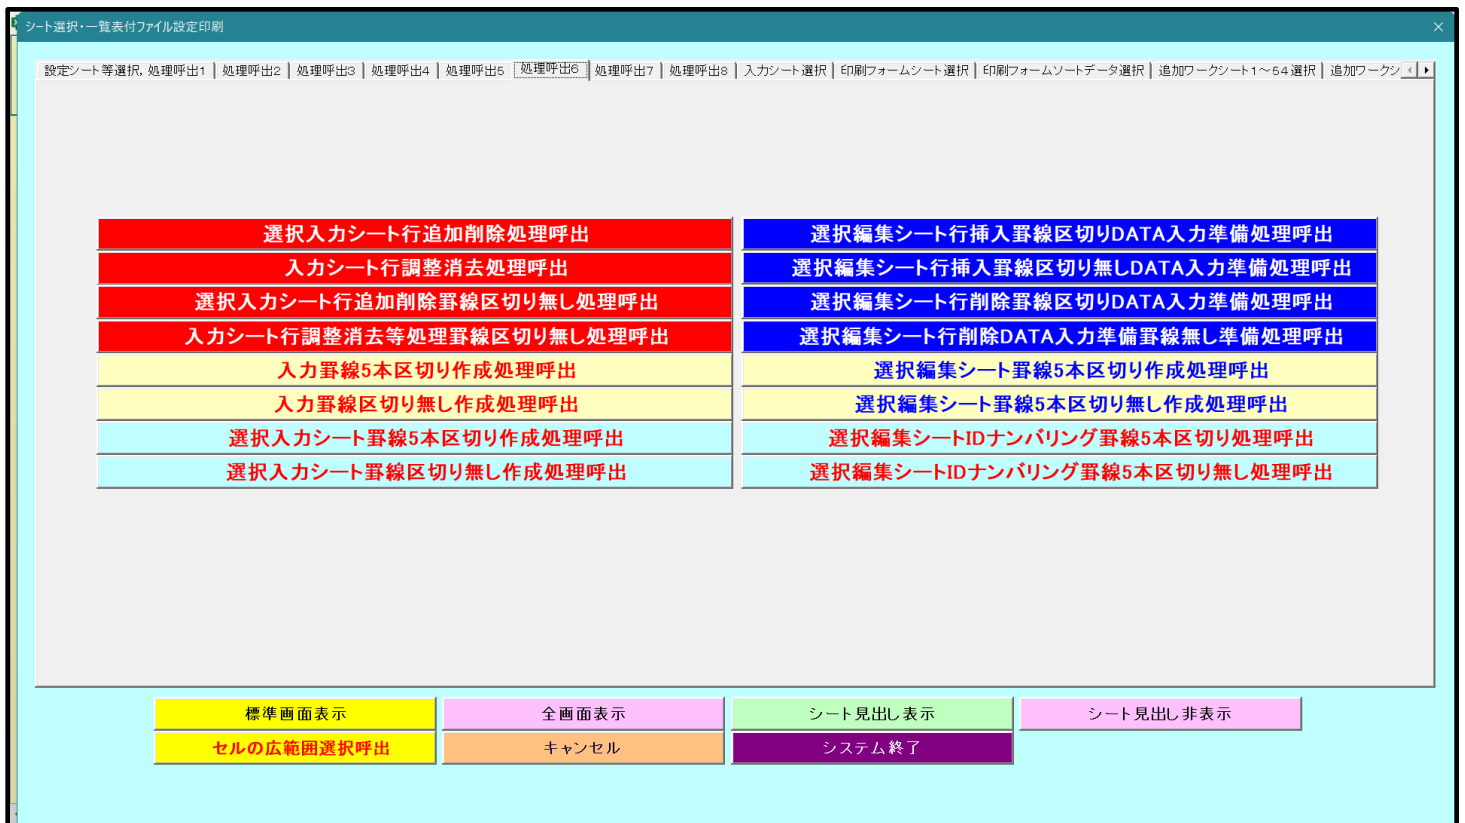 シート選択・一覧表付ファイル設定印刷
設定シート等選択, 処理呼出1 処理呼出2 処理呼出3 処理呼出4 処理呼出5 処理呼出6 処理呼出7 処理呼出8 入力シート選択 印刷フォームシート選択 印刷フォームソートデータ選択 追加ワークシート1～54選択 追加ワークシ
選択入力シート行追加削除処理呼出
入力シート行調整消去処理呼出
選択入力シート行追加削除罫線区切り無し処理呼出
入力シート行調整消去等処理罫線区切り無し処理呼出
入力罫線5本区切り作成処理呼出
入力罫線区切り無し作成処理呼出
選択入力シート罫線5本区切り作成処理呼出
選択入力シート罫線区切り無し作成処理呼出
選択編集シート行挿入罫線区切りDATA入力準備処理呼出
選択編集シート行挿入罫線区切り無しDATA入力準備処理呼出
選択編集シート行削除罫線区切りDATA入力準備処理呼出
選択編集シート行削除DATA入力準備罫線無し準備処理呼出
選択編集シート罫線5本区切り作成処理呼出
選択編集シート罫線5本区切り無し作成処理呼出
選択編集シートIDナンバリング罫線5本区切り処理呼出
選択編集シートIDナンバリング罫線5本区切り無し処理呼出
標準画面表示 全画面表示 シート見出し表示 シート見出し非表示
セルの広範囲選択呼出 キャンセル システム終了